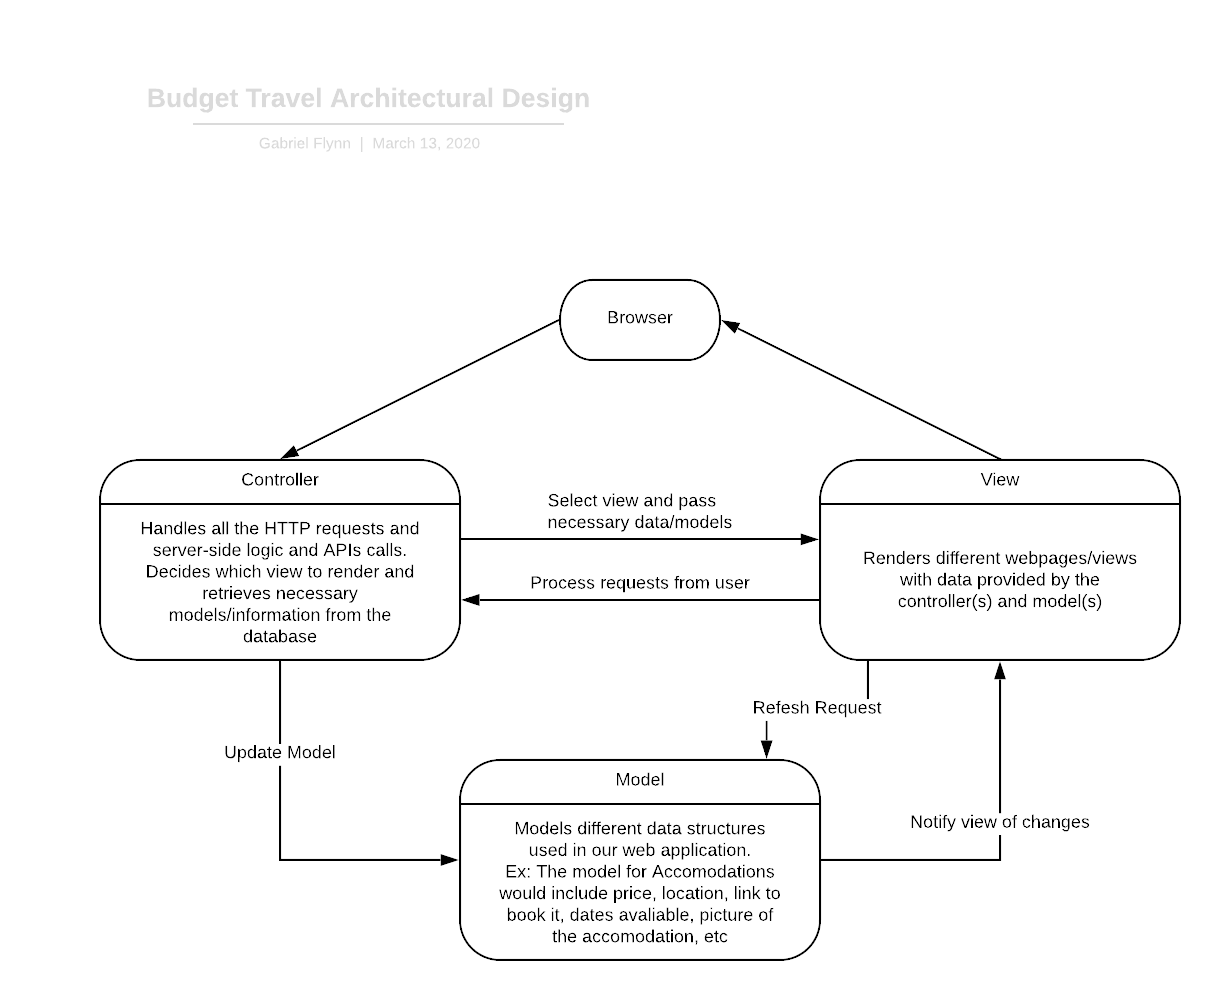 Budget Travel Architectural Design
Gabriel Flynn | March 13, 2020
Browser
Controller
Handles all the HTTP requests and
server-side logic and APIs calls.
Decides which view to render and
retrieves necessary
models/information from the
database
Select view and pass
necessary data/models
Process requests from user
View
Renders different webpages/views
with data provided by the
controller(s) and model(s)
Refesh Request
Update Model
Model
Models different data structures
used in our web application.
Ex: The model for Accomodations
would include price, location, link to
book it, dates avaliable, picture of
the accomodation, etc
Notify view of changes